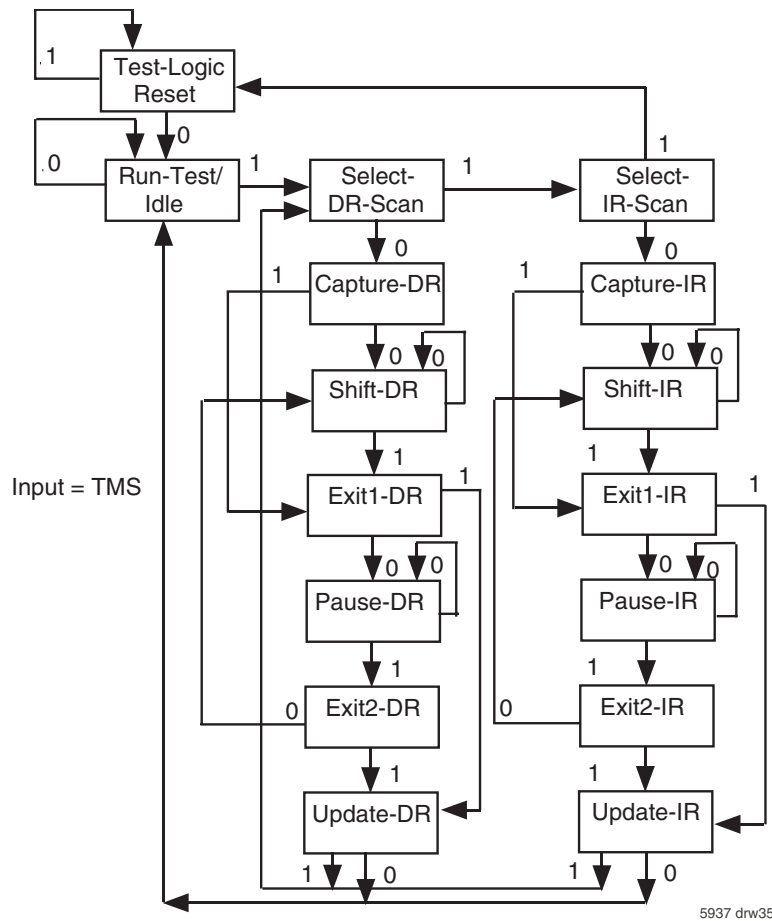 1
Test-Logic
Reset
0
1
0
Run-Test/
Idle
1
Select-
DR-Scan
1
Select-
IR-Scan
0
0
1
Capture-DR
1
Capture-IR
0
0
0
0
Shift-DR
Shift-IR
1
1
Input = TMS
Exit1-DR
1
Exit1-IR
1
0
0
0
0
Pause-DR
Pause-IR
1
1
0
Exit2-DR
0
Exit2-IR
1
1
Update-DR
Update-IR
1
0
1
0
5937 drw35